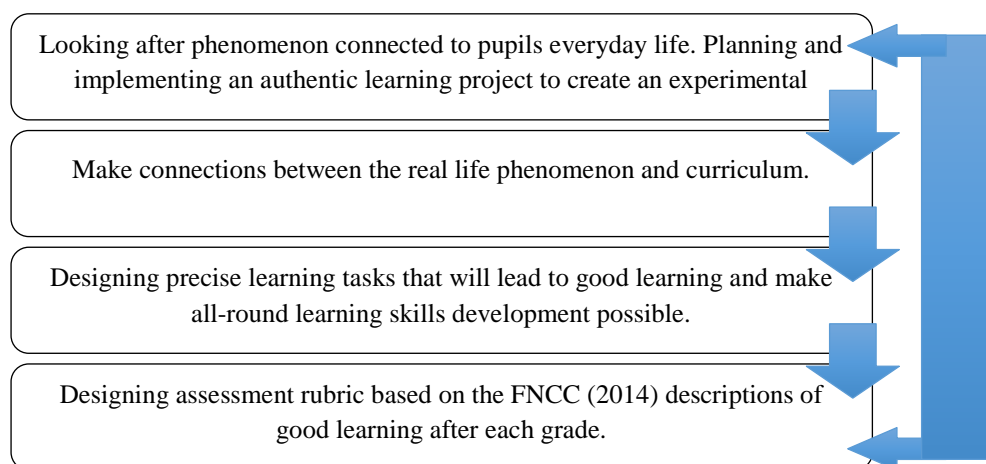 Looking after phenomenon connected to pupils everyday life. Planning and
implementing an authentic learning project to create an experimental
Make connections between the real life phenomenon and curriculum.
Designing precise learning tasks that will lead to good learning and make
all-round learning skills development possible.
Designing assessment rubric based on the FNCC (2014) descriptions of
good learning after each grade.